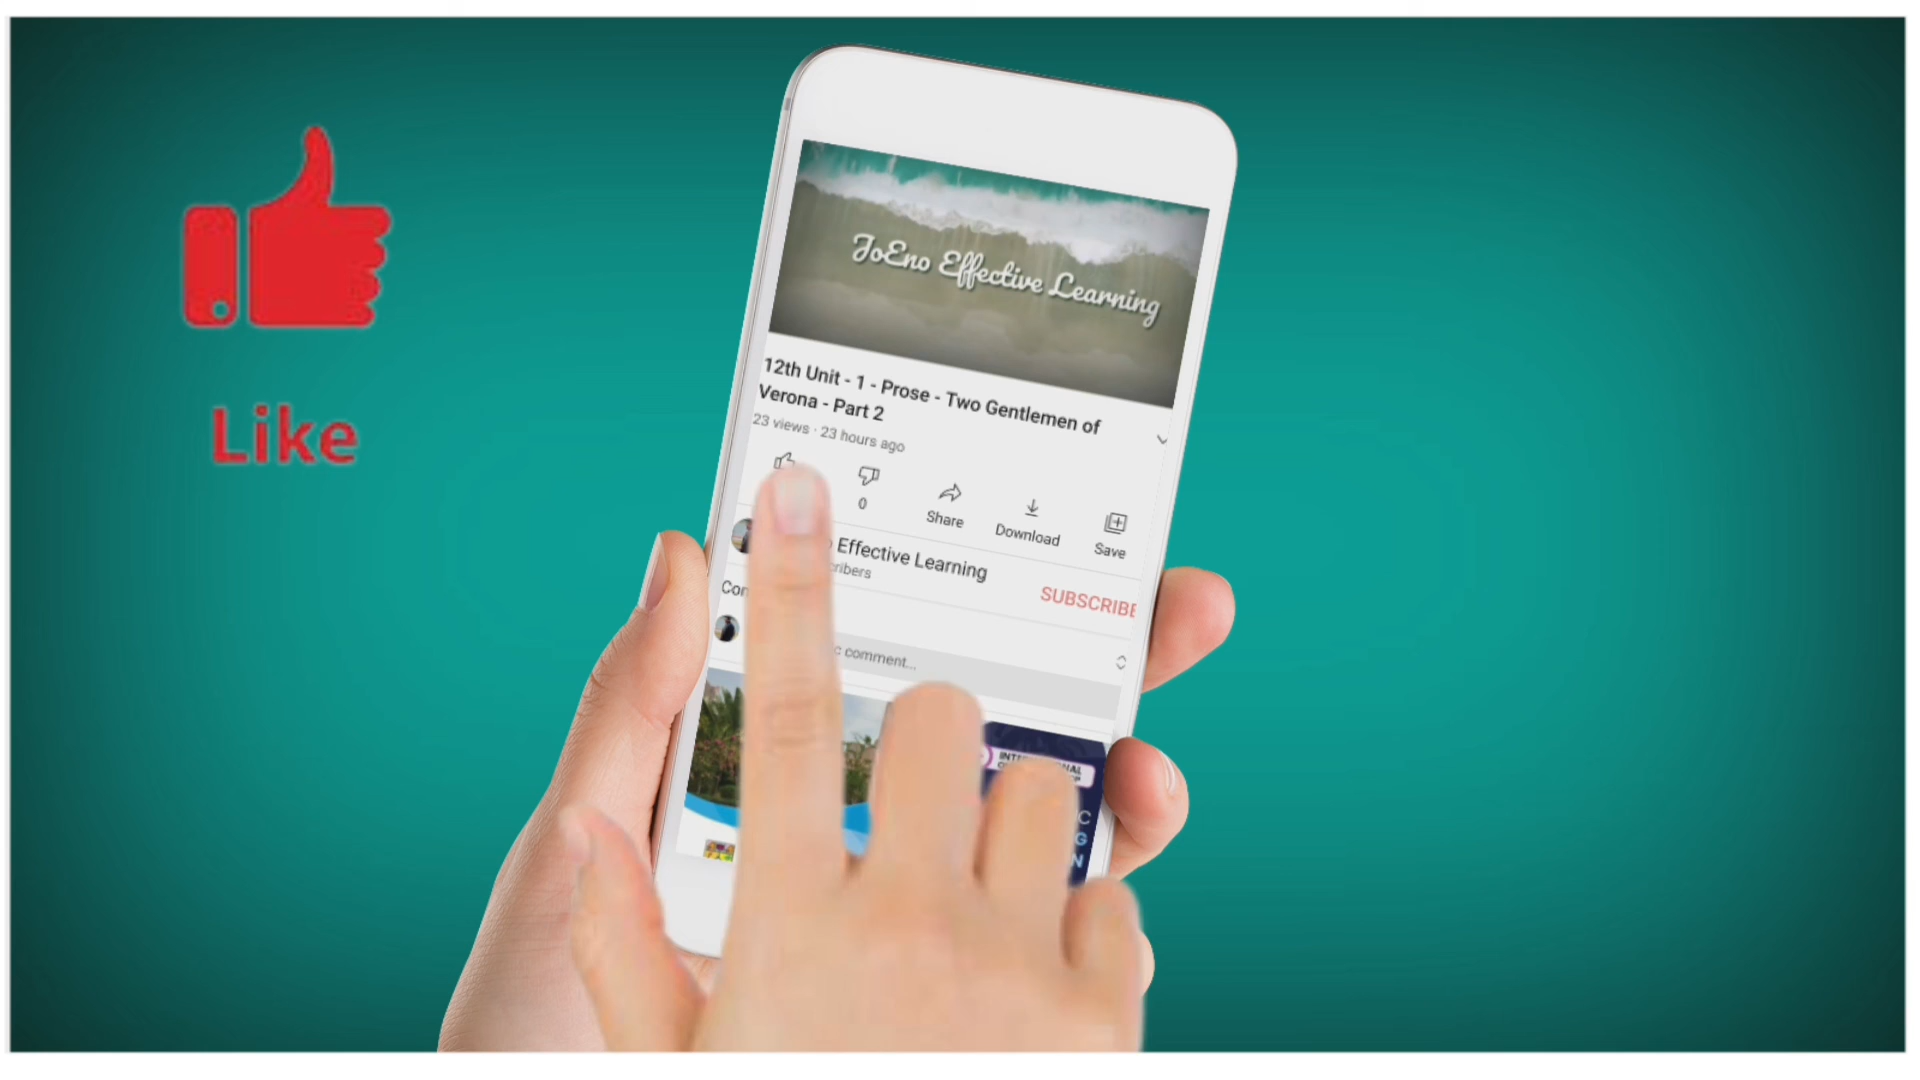 Like
JoEno Effective Learning
12th Unit - 1 - Prose - Two Gentlemen of
Verona - Part 2
23 views · 23 hours ago
0
Share
Download
Save
Effective Learning
SUBSCRIBE
comment...